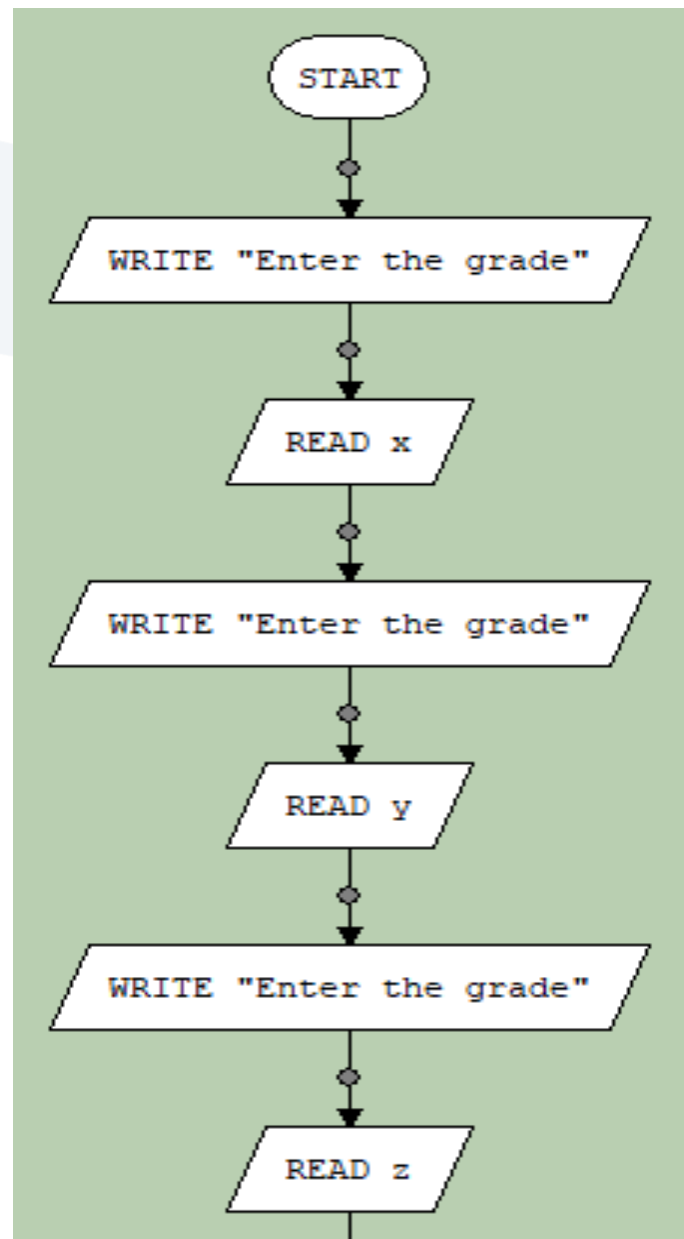 START
WRITE "Enter the grade"
READ x
WRITE "Enter the grade"
READ y
WRITE "Enter the grade"
READ z